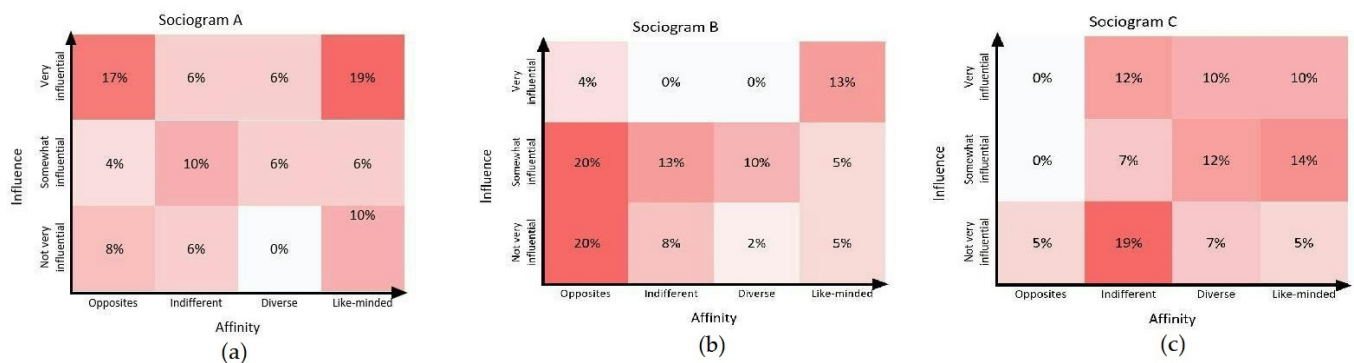 Sociogram A
Very influential
17% 6% 6% 19%
Somewhat influential
4% 10% 6% 6%
Not very influential
8% 6% 0% 10%
Influence
Opposites Indifferent Diverse Like-minded
Affinity
(a)
Sociogram B
Very influential
4% 0% 0% 13%
Somewhat influential
20% 13% 10% 5%
Not very influential
20% 8% 2% 5%
Influence
Opposites Indifferent Diverse Like-minded
Affinity
(b)
Sociogram C
Very influential
0% 12% 10% 10%
Somewhat influential
0% 7% 12% 14%
Not very influential
5% 19% 7% 5%
Influence
Opposites Indifferent Diverse Like-minded
Affinity
(c)